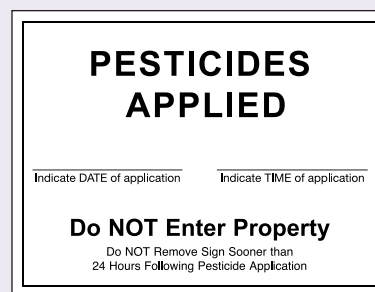 PESTICIDES
APPLIED
Indicate DATE of application Indicate TIME of application
Do NOT Enter Property
Do NOT Remove Sign Sooner than
24 Hours Following Pesticide Application